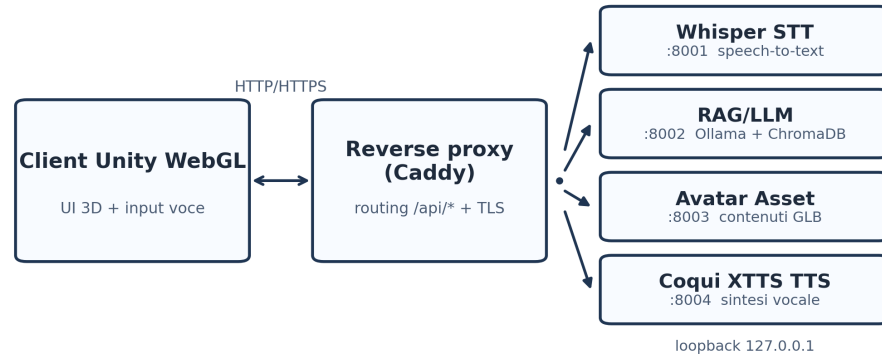 HTTP/HTTPS
Client Unity WebGL
UI 3D + input voce
Reverse proxy
(Caddy)
routing /api/* + TLS
Whisper STT
:8001 speech-to-text
RAG/LLM
:8002 Ollama + ChromaDB
Avatar Asset
:8003 contenuti GLB
Coqui XTTS TTS
:8004 sintesi vocale
loopback 127.0.0.1